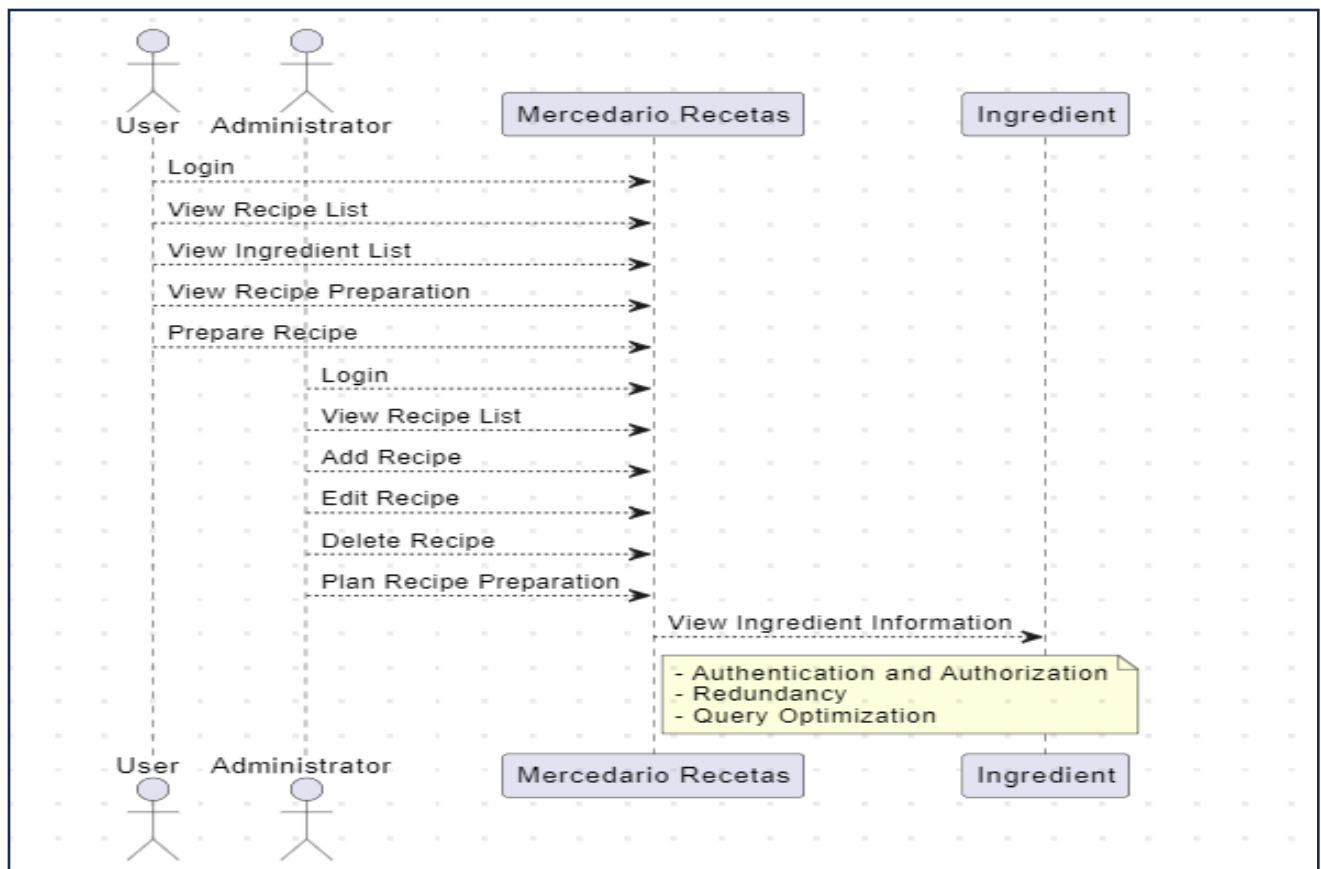 User Administrator
Mercedario Recetas
Ingredient
Login
View Recipe List
View Ingredient List
View Recipe Preparation
Prepare Recipe
Login
View Recipe List
Add Recipe
Edit Recipe
Delete Recipe
Plan Recipe Preparation
View Ingredient Information
- Authentication and Authorization
- Redundancy
- Query Optimization
User Administrator
Mercedario Recetas
Ingredient